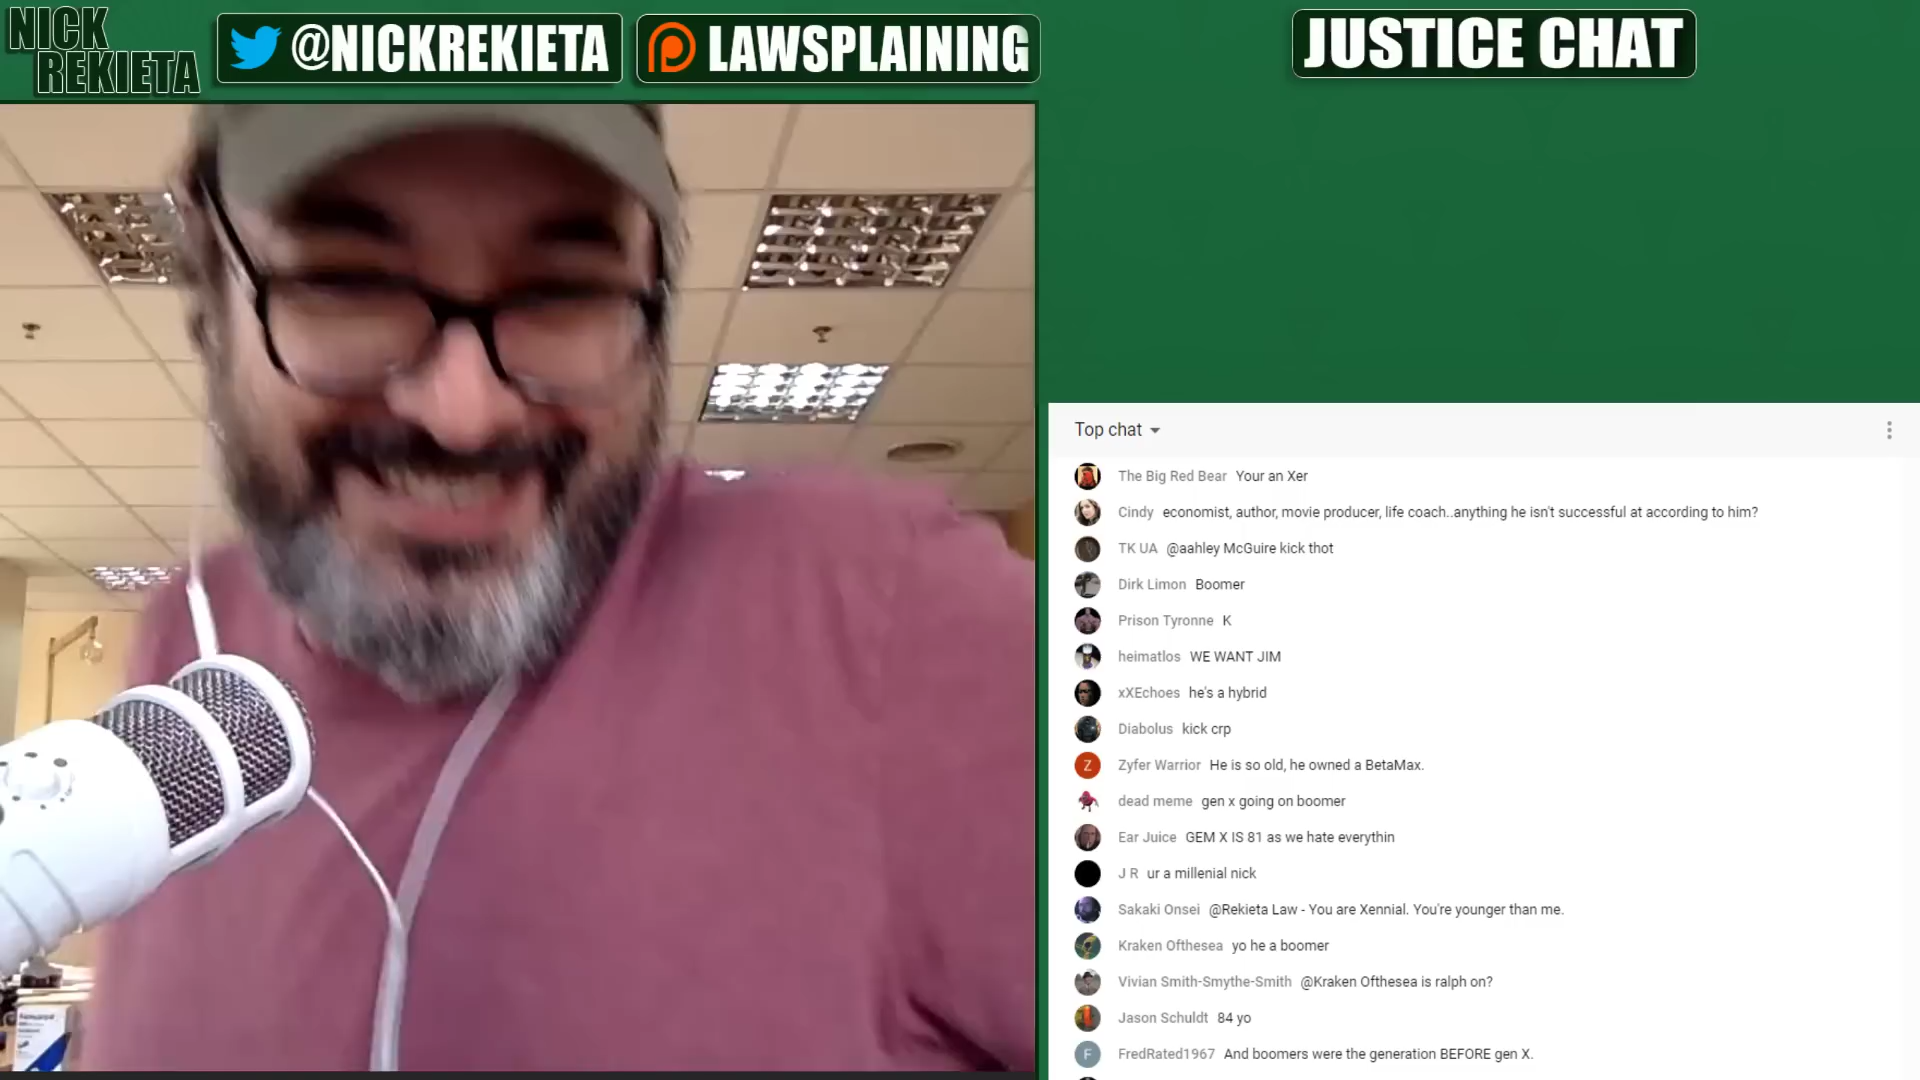 NICK
REKIETA
@NICKREKIETA
LAWSPLAINING
JUSTICE CHAT
Top chat
The Big Red Bear Your an Xer
Cindy economist, author, movie producer, life coach..anything he isn't successful at according to him?
TK UA @aahley McGuire kick thot
Dirk Limon Boomer
Prison Tyronne K
heimatlos WE WANT JIM
xXEchoes he's a hybrid
Diabolus kick crp
Z Zyfer Warrior He is so old, he owned a BetaMax.
dead meme gen x going on boomer
Ear Juice GEM X IS 81 as we hate everythin
J R ur a millenial nick
Sakaki Onsei @Rekieta Law - You are Xennial. You're younger than me.
Kraken Ofthesea yo he a boomer
Vivian Smith-Smythe-Smith @Kraken Ofthesea is ralph on?
Jason Schuldt 84 yo
F FredRated1967 And boomers were the generation BEFORE gen X.